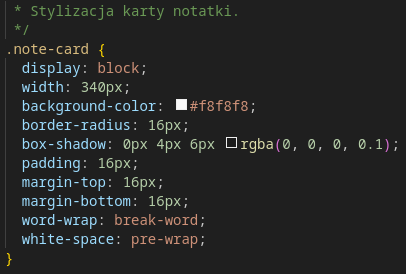 * Stylizacja karty notatki.
*/
.note-card {
display: block;
width: 340px;
background-color: #f8f8f8;
border-radius: 16px;
box-shadow: 0px 4px 6px rgba(0, 0, 0, 0.1);
padding: 16px;
margin-top: 16px;
margin-bottom: 16px;
word-wrap: break-word;
white-space: pre-wrap;
}